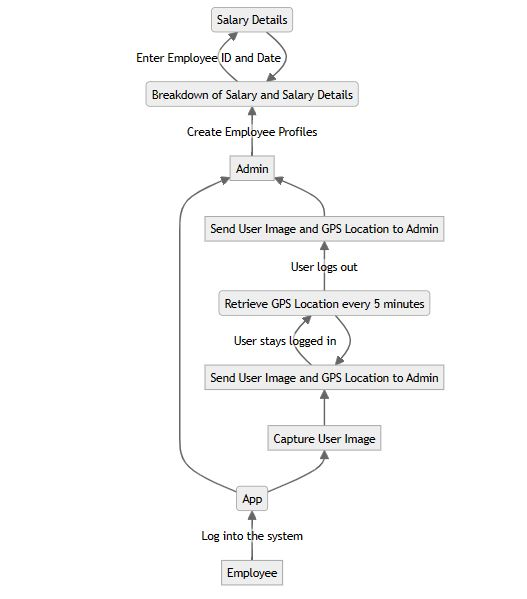 Salary Details
Enter Employee ID and Date
Breakdown of Salary and Salary Details
Create Employee Profiles
Admin
Send User Image and GPS Location to Admin
User logs out
Retrieve GPS Location every 5 minutes
User stays logged in
Send User Image and GPS Location to Admin
Capture User Image
App
Log into the system
Employee